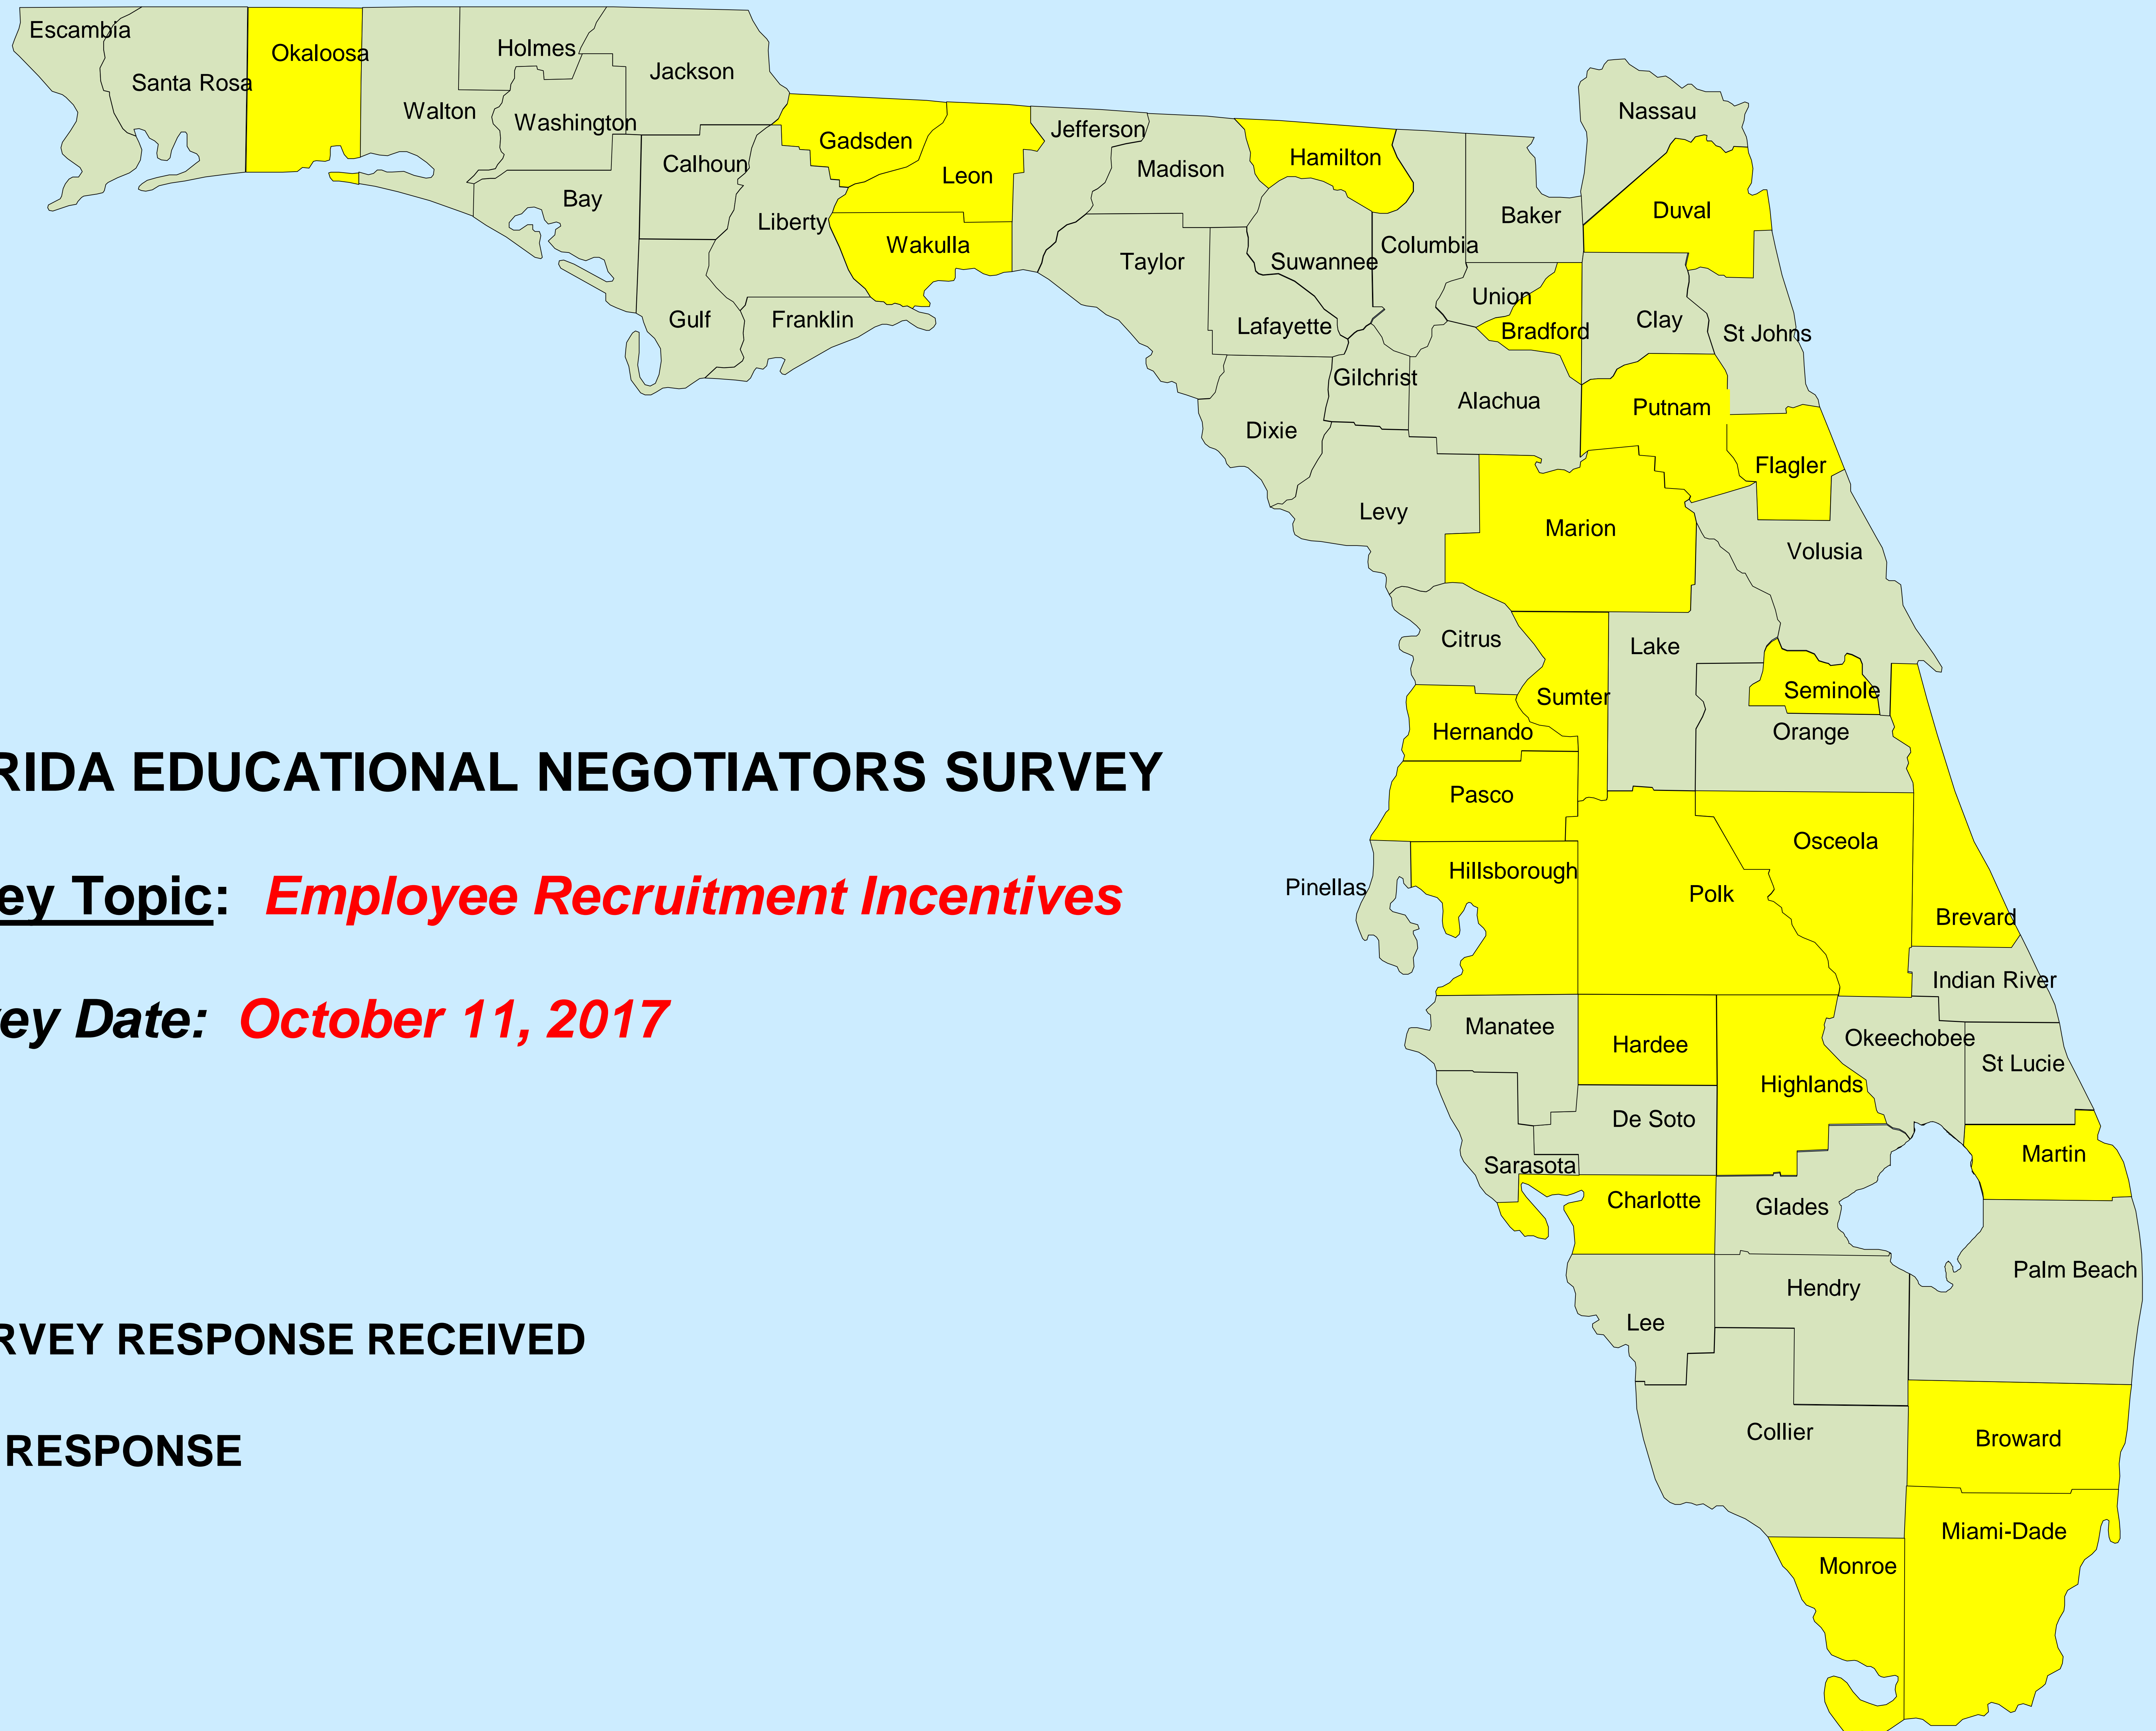 Escambia
Santa Rosa
Okaloosa
Walton
Holmes
Washington
Jackson
Bay
Calhoun
Gulf
Liberty
Franklin
Gadsden
Leon
Wakulla
Jefferson
Madison
Taylor
Hamilton
Suwannee
Lafayette
Dixie
Columbia
Gilchrist
Baker
Union
Bradford
Alachua
Levy
Nassau
Duval
Clay
St Johns
Putnam
Flagler
Marion
Volusia
Citrus
Sumter
Lake
Seminole
Orange
Hernando
Pasco
Pinellas
Hillsborough
Polk
Osceola
Brevard
Indian River
Manatee
Hardee
Highlands
Okeechobee
St Lucie
De Soto
Sarasota
Charlotte
Glades
Martin
Palm Beach
Lee
Hendry
Collier
Broward
Miami-Dade
Monroe
RIDA EDUCATIONAL NEGOTIATORS SURVEY
ey Topic: Employee Recruitment Incentives
ey Date: October 11, 2017
RVEY RESPONSE RECEIVED
RESPONSE